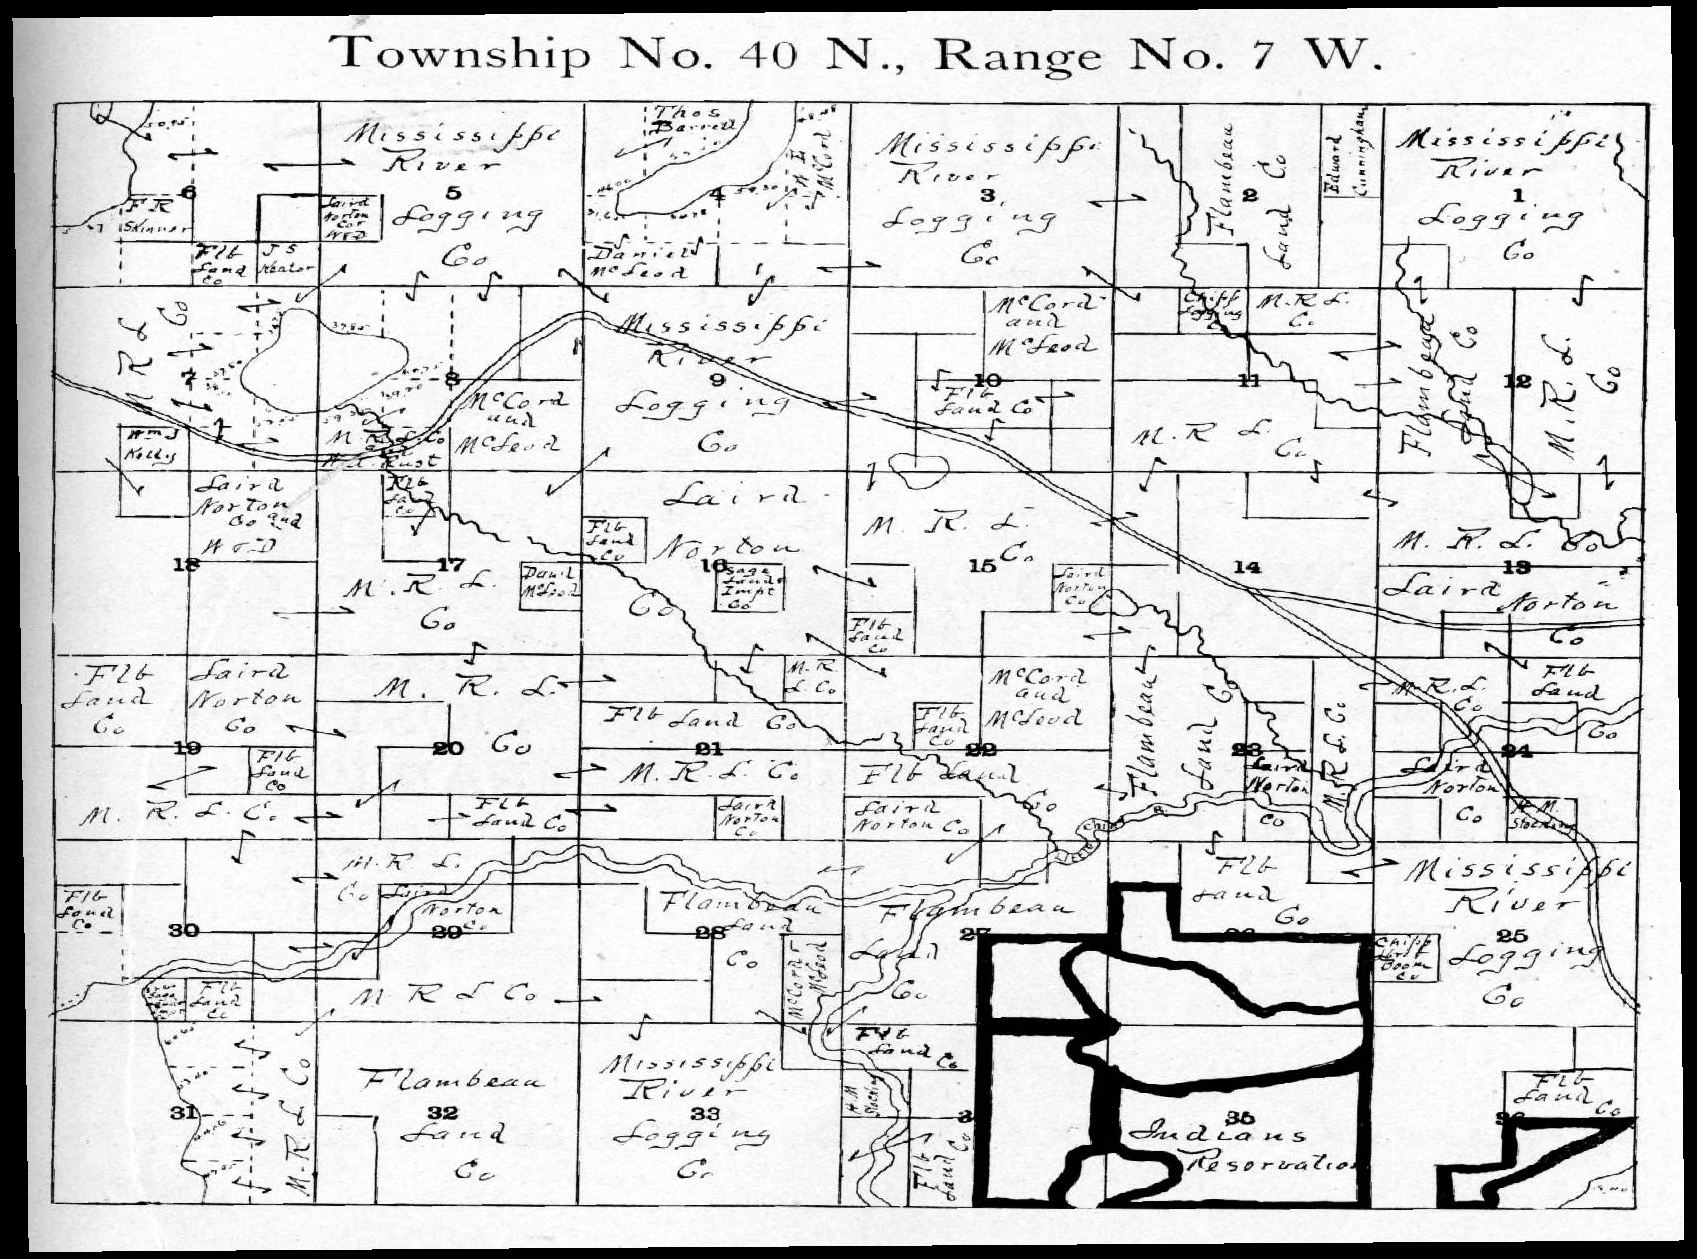 Township No. 40 N., Range No. 7 W.
6
F R
Skinner
Flb
Land
Co
J S
Keator
Mississippi
River
5
Logging
Co
Laird
Norton
Co
W & D
Thos
Barrett
4
McCord
Daniel
McLeod
Mississippi
River
3
Logging
Co
2
Flambeau
Land Co
Edward
Cunningham
Mississippi
River
1
Logging
Co
M R L
Co
7
Wm J
8
McCord
and
McLeod
M. R. L. Co
and
Rust
Mississippi
River
9
Logging
Co
McCord
and
McLeod
10
Flb
Land Co
Chipp
Logging
Co
M. R. L.
Co
11
M. R L.
Co
Flambeau
Land Co
12
M. R. L.
Co
18
Laird
Norton
Co and
W & D
Flb
Land
Co
17
M. R. L.
Co
David
McLeod
Laird
Norton
Co
16
Flb
Land
Co
Sage
Land
Impt
Co
M. R. L.
Co
15
Flb
Land
Co
Laird
Norton
Co
14
M. R. L. Co
13
Laird
Norton
Co
Flb
Land
Co
Laird
Norton
Co
19
Flb
Land
Co
M. R. L. Co.
M. R. L.
20
Co
Flb
Land Co
M. R.
L. Co
Flb Land Co
21
M. R. L. Co
Laird
Norton
Co
McCord
and
McLeod
Flb
Land
Co
22
Flb Land
Co
Laird
Norton Co
Flambeau
Land Co
23
Laird
Norton
Co
M. R. L. Co
M. R. L.
Co
Flb
Land
Co
24
Laird
Norton
Co
H. M.
Stocking
Flb
Land
Co
30
Flb
Land
Co
M. R L.
Co
Laird
Norton
Co
29
M R L Co
Flambeau
Land
28
Co
McCord
McLeod
Flambeau
27
Land
Co
Little
Chipp
R
Flb
Land
Co
26
Mississippi
River
25
Logging
Co
Chipp
Boom
Co
31
M. R L Co
Flambeau
32
Land
Co
Mississippi
River
33
Logging
Co
Flb
Land
Co
H. M.
Stocking
3
Flb
Land
Co
35
Indians
Reservation
Flb
Land
Co
36